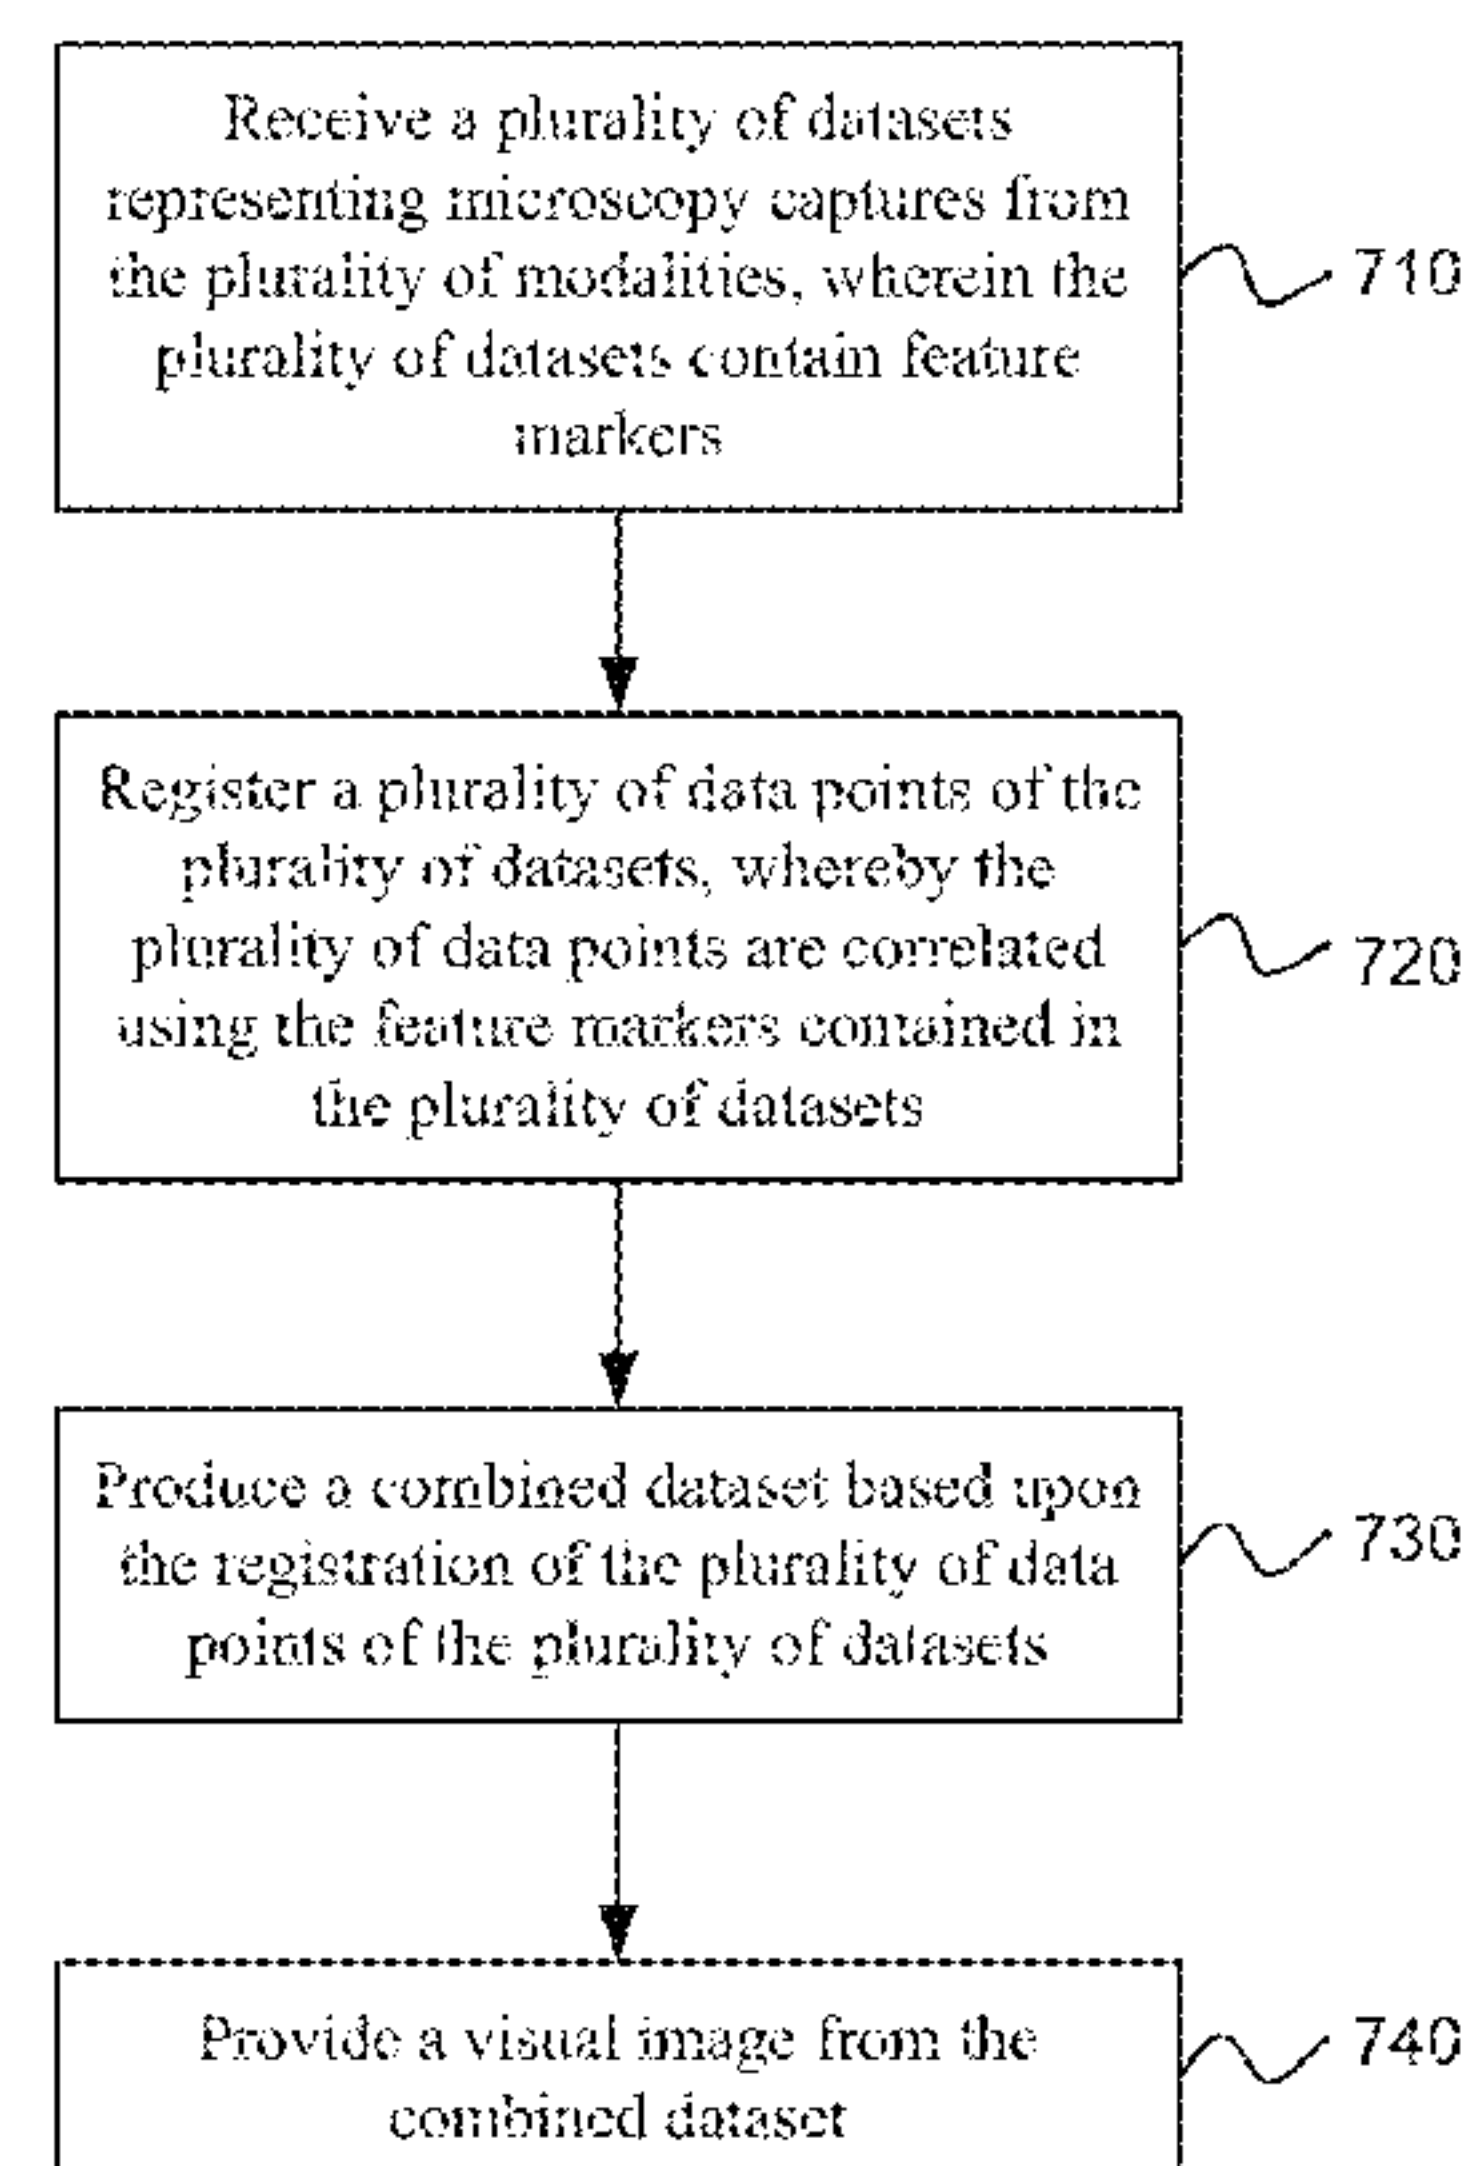 Receive a plurality of datasets
representing microscopy captures from
the plurality of modalities, wherein the
plurality of datasets contain feature
markers
710
Register a plurality of data points of the
plurality of datasets, whereby the
plurality of data points are correlated
using the feature markers contained in
the plurality of datasets
720
Produce a combined dataset based upon
the registration of the plurality of data
points of the plurality of datasets
730
Provide a visual image from the
combined dataset
740